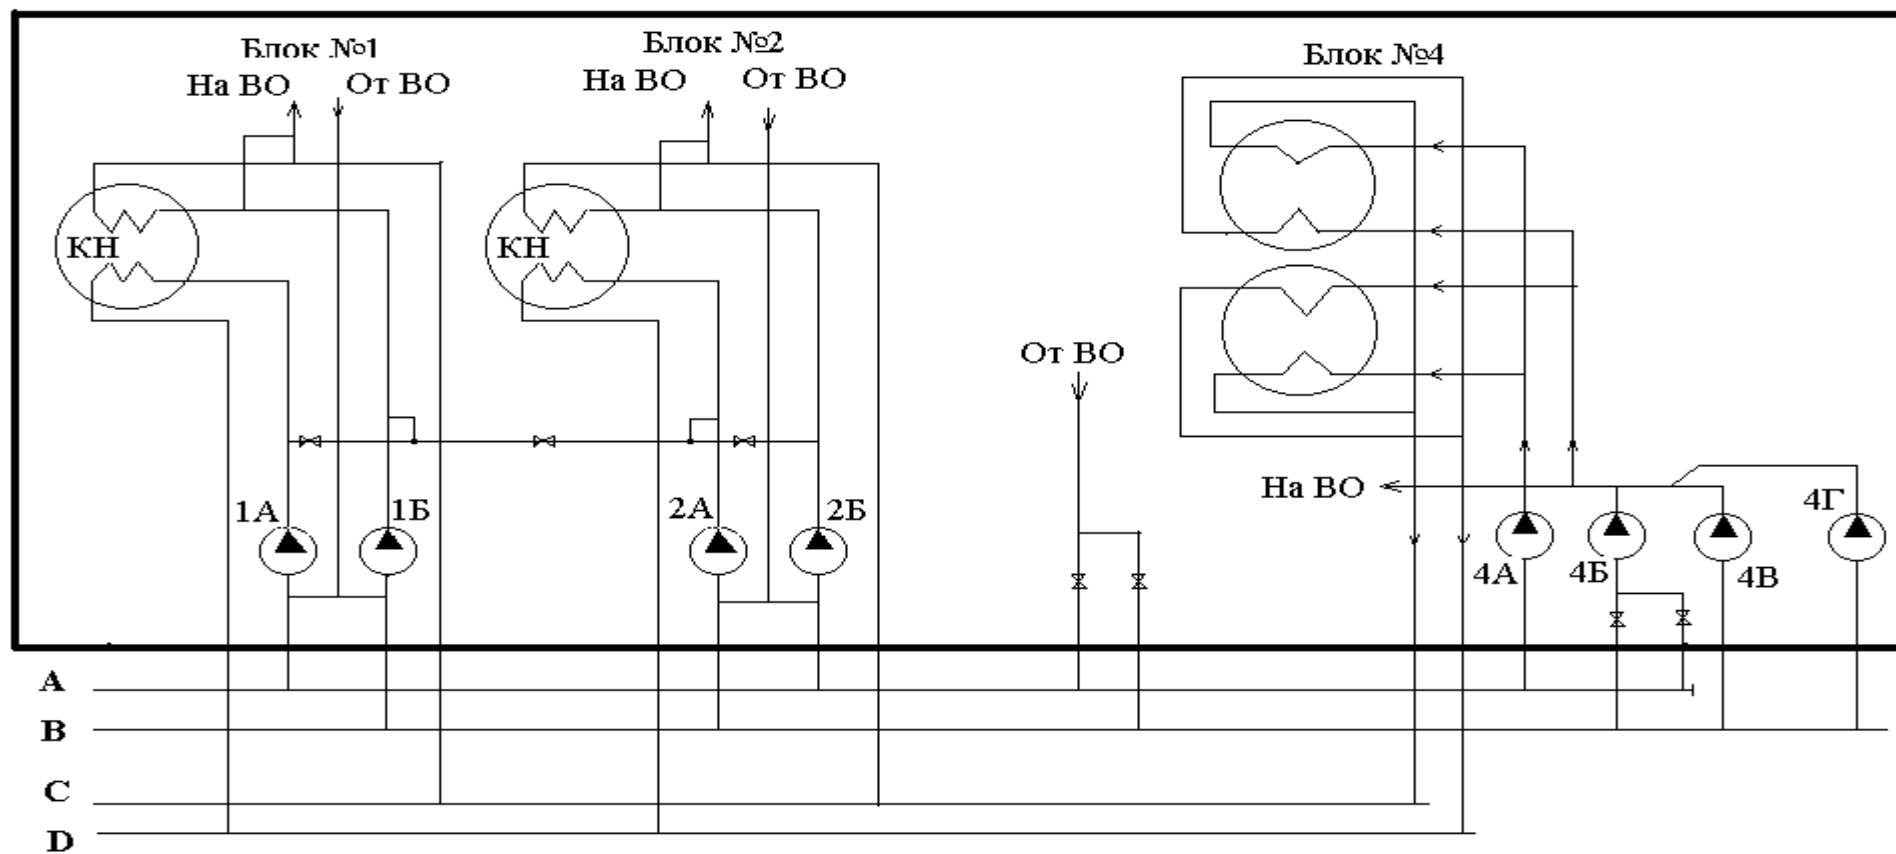 Блок №1
На ВО
От ВО
Блок №2
На ВО
От ВО
Блок №4
КН
КН
От ВО
На ВО
1А
1Б
2А
2Б
4А
4Б
4В
4Г
A
B
C
D